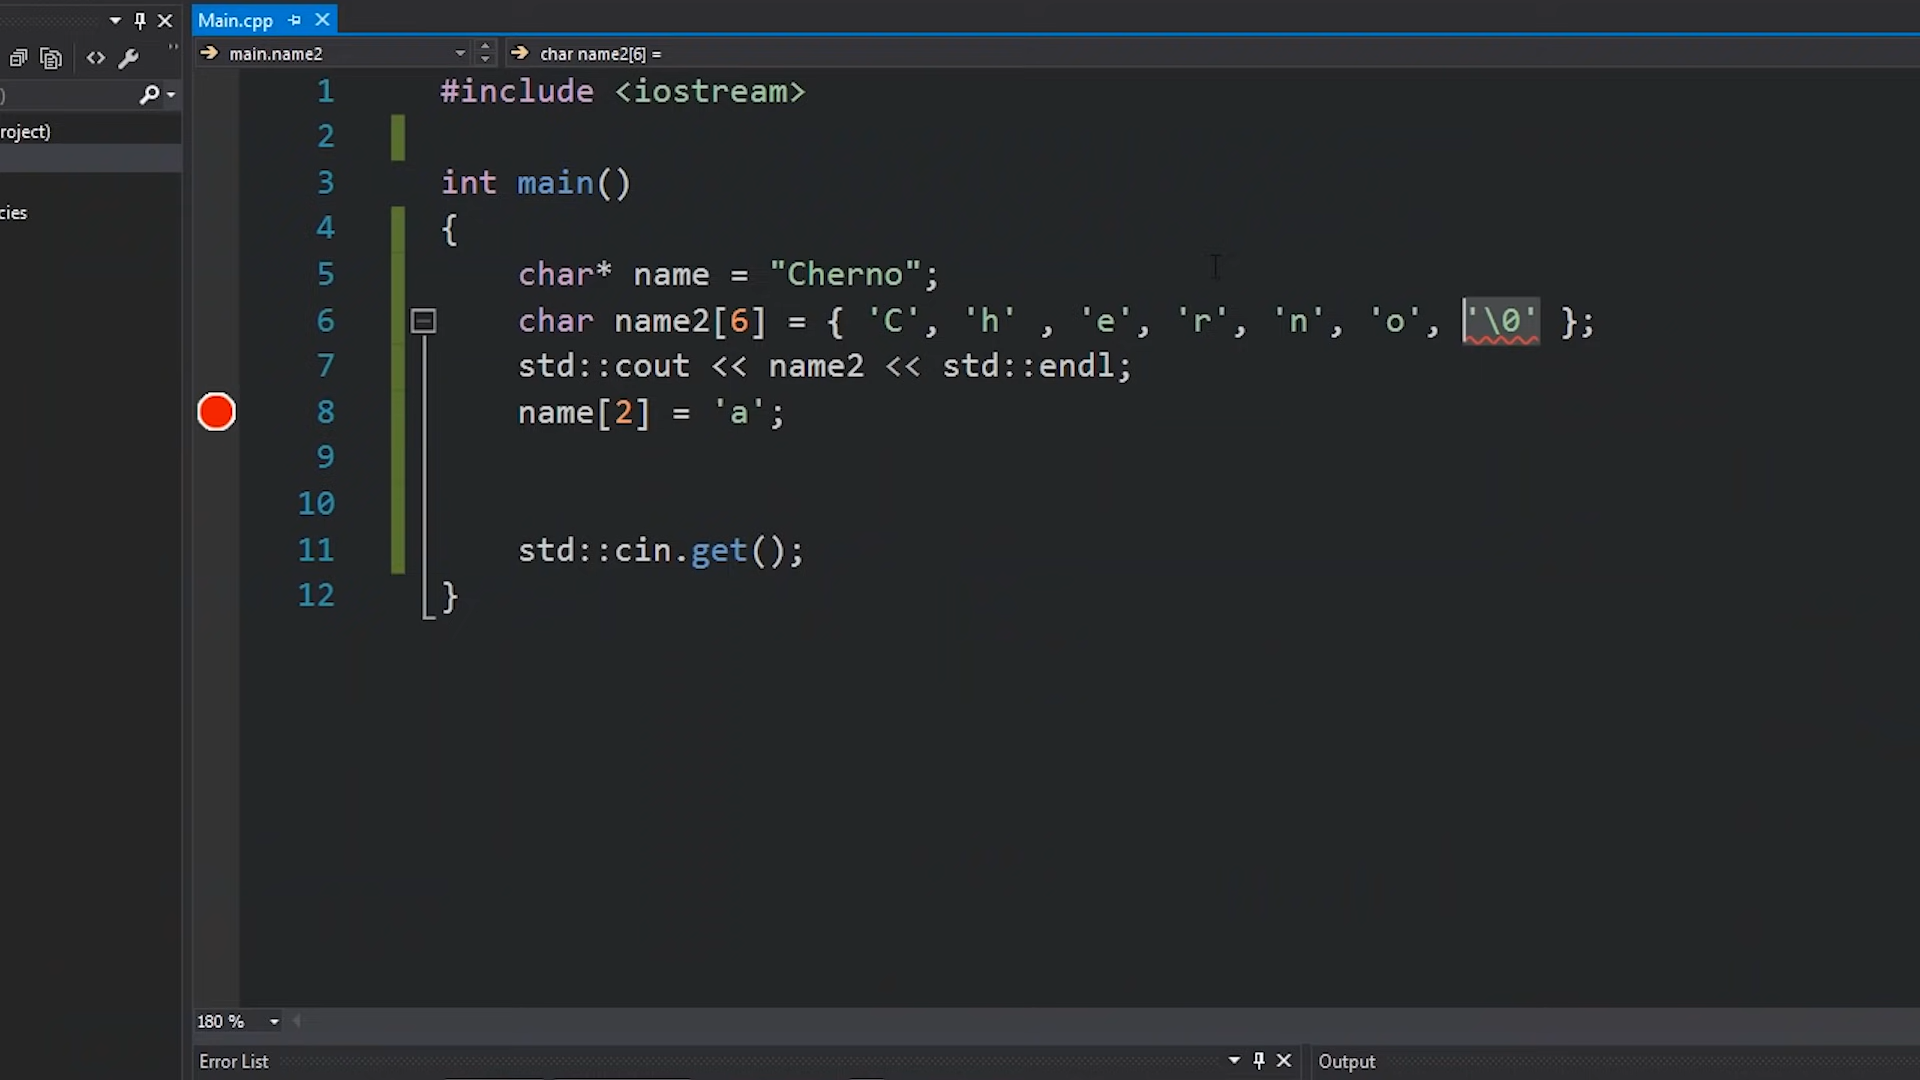 Main.cpp
main.name2
char name2[6] =
)
roject)
cies
1 #include <iostream>
2
3 int main()
4 {
5 char* name = "Cherno";
6 char name2[6] = { 'C', 'h' , 'e', 'r', 'n', 'o', '\0' };
7 std::cout << name2 << std::endl;
8 name[2] = 'a';
9
10
11 std::cin.get();
12 }
180 %
Error List
Output